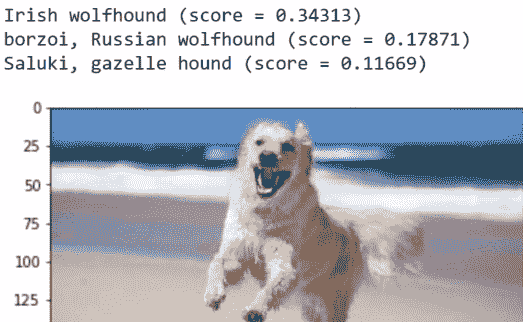 Irish wolfhound (score = 0.34313)
borzoi, Russian wolfhound (score = 0.17871)
Saluki, gazelle hound (score = 0.11669)
0
25
50
75
100
125